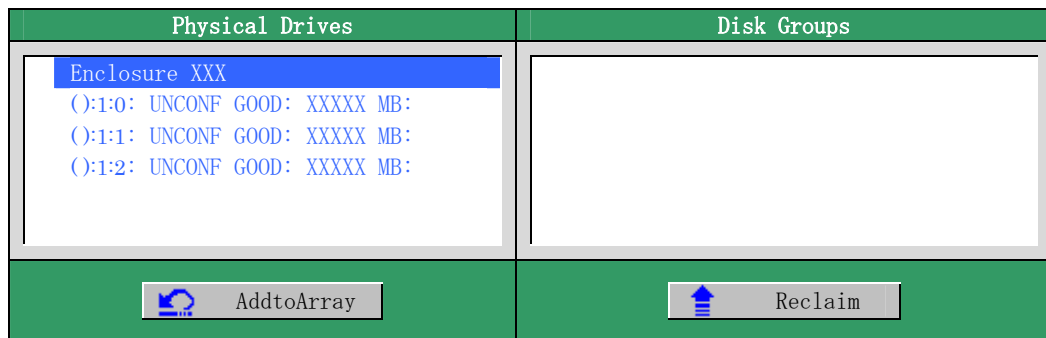 Physical Drives
Disk Groups
Enclosure XXX
():1:0: UNCONF GOOD: XXXXX MB:
():1:1: UNCONF GOOD: XXXXX MB:
():1:2: UNCONF GOOD: XXXXX MB:
AddtoArray
Reclaim